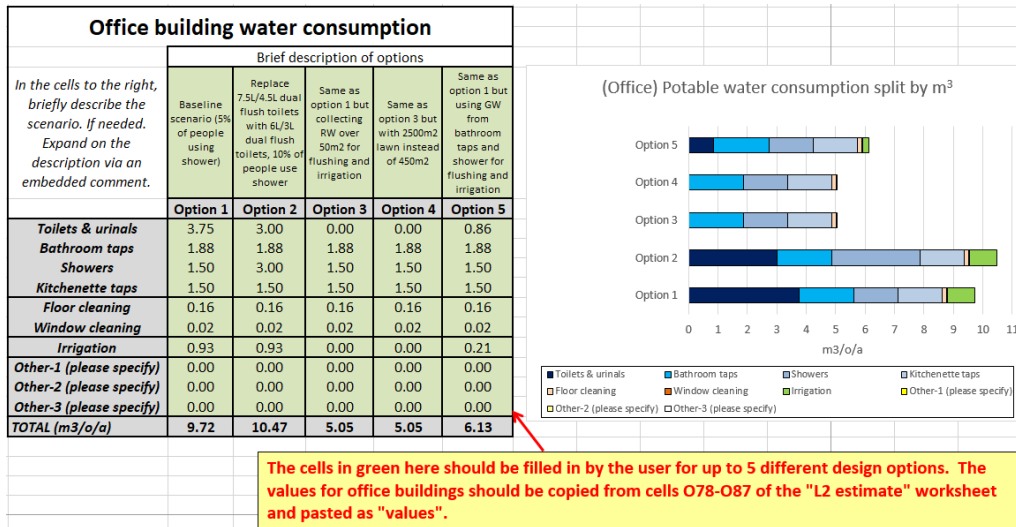 Office building water consumption
Brief description of options
In the cells to the right,
briefly describe the
scenario. If needed.
Expand on the
description via an
embedded comment.
Baseline
scenario (5%
of people
using
shower)
Replace
7.5L/4.5L dual
flush toilets
with 6L/3L
dual flush
toilets, 10% of
people use
shower
Same as
option 1 but
collecting
RW over
50m2 for
flushing and
irrigation
Same as
option 3 but
with 2500m2
lawn instead
of 450m2
Same as
option 1 but
using GW
from
bathroom
taps and
shower for
flushing and
irrigation
Option 1 Option 2 Option 3 Option 4 Option 5
Toilets & urinals 3.75 3.00 0.00 0.00 0.86
Bathroom taps 1.88 1.88 1.88 1.88 1.88
Showers 1.50 3.00 1.50 1.50 1.50
Kitchenette taps 1.50 1.50 1.50 1.50 1.50
Floor cleaning 0.16 0.16 0.16 0.16 0.16
Window cleaning 0.02 0.02 0.02 0.02 0.02
Irrigation 0.93 0.93 0.00 0.00 0.21
Other-1 (please specify) 0.00 0.00 0.00 0.00 0.00
Other-2 (please specify) 0.00 0.00 0.00 0.00 0.00
Other-3 (please specify) 0.00 0.00 0.00 0.00 0.00
TOTAL (m3/o/a) 9.72 10.47 5.05 5.05 6.13
(Office) Potable water consumption split by m³
Option 5
Option 4
Option 3
Option 2
Option 1
0 1 2 3 4 5 6 7 8 9 10 11
m3/o/a
Toilets & urinals Bathroom taps Showers Kitchenette taps
Floor cleaning Window cleaning Irrigation Other-1 (please specify)
Other-2 (please specify) Other-3 (please specify)
The cells in green here should be filled in by the user for up to 5 different design options. The
values for office buildings should be copied from cells O78-O87 of the "L2 estimate" worksheet
and pasted as "values".